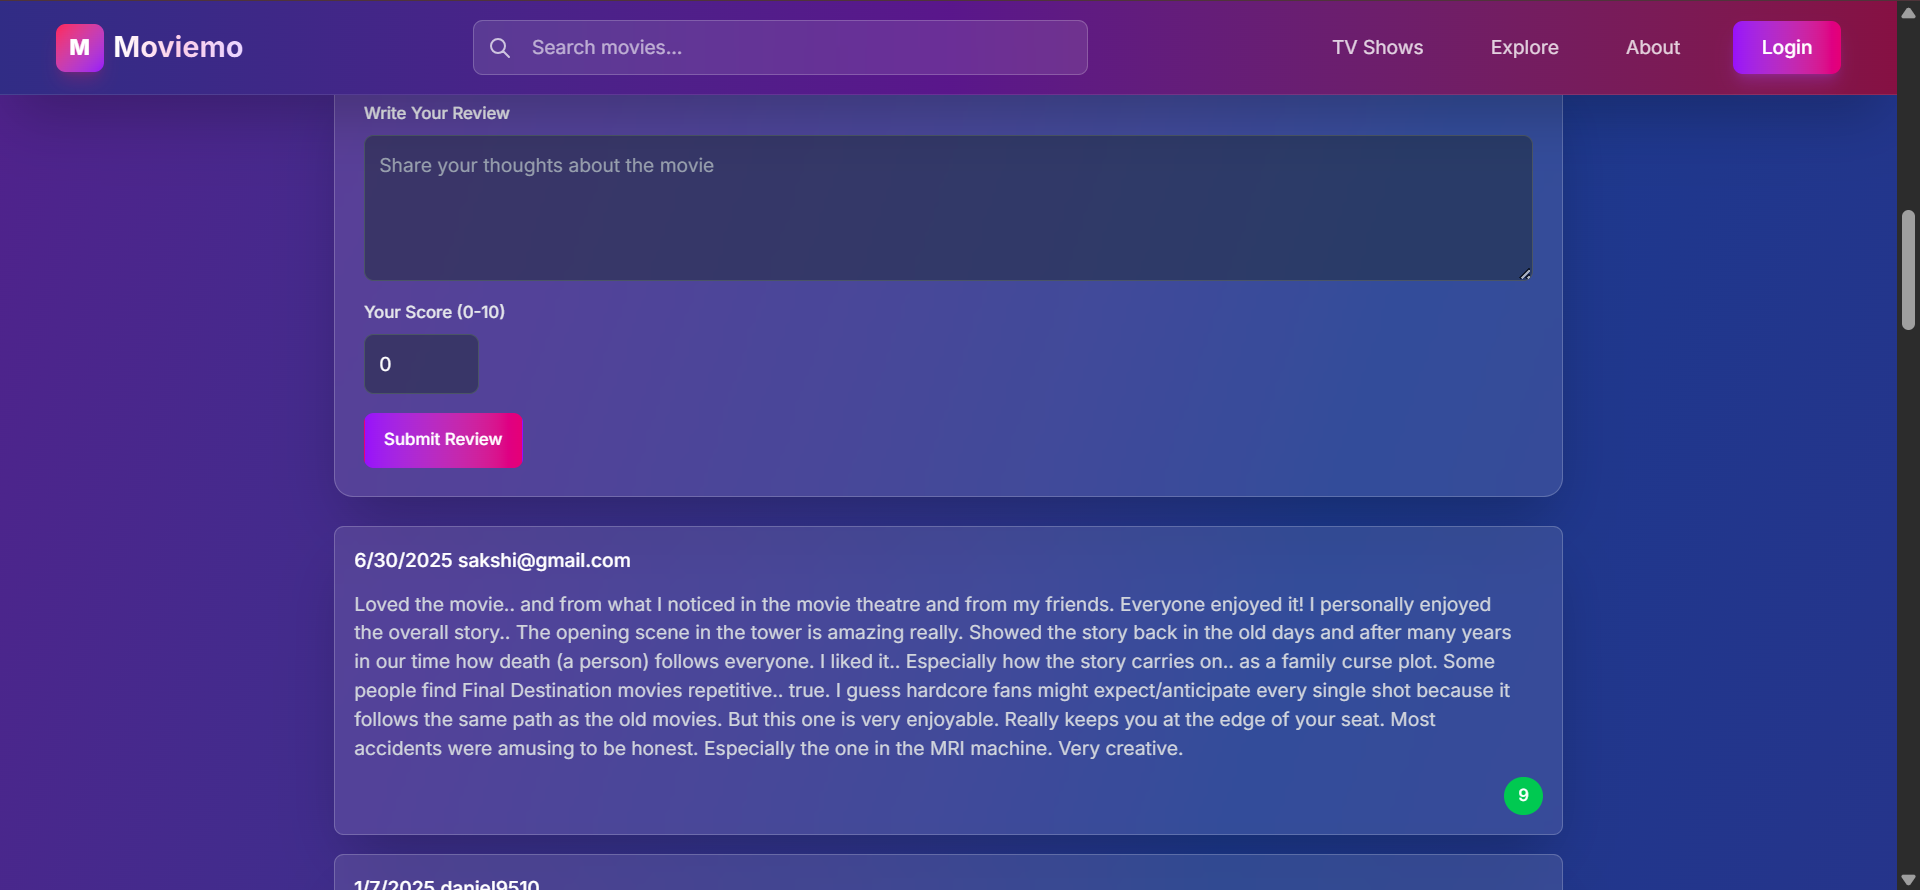 M Moviemo
Search movies...
TV Shows
Explore
About
Login
Write Your Review
Share your thoughts about the movie
Your Score (0-10)
0
Submit Review
6/30/2025 sakshi@gmail.com
Loved the movie.. and from what I noticed in the movie theatre and from my friends. Everyone enjoyed it! I personally enjoyed
the overall story.. The opening scene in the tower is amazing really. Showed the story back in the old days and after many years
in our time how death (a person) follows everyone. I liked it.. Especially how the story carries on.. as a family curse plot. Some
people find Final Destination movies repetitive.. true. I guess hardcore fans might expect/anticipate every single shot because it
follows the same path as the old movies. But this one is very enjoyable. Really keeps you at the edge of your seat. Most
accidents were amusing to be honest. Especially the one in the MRI machine. Very creative.
9
1/7/2025 daniel9510